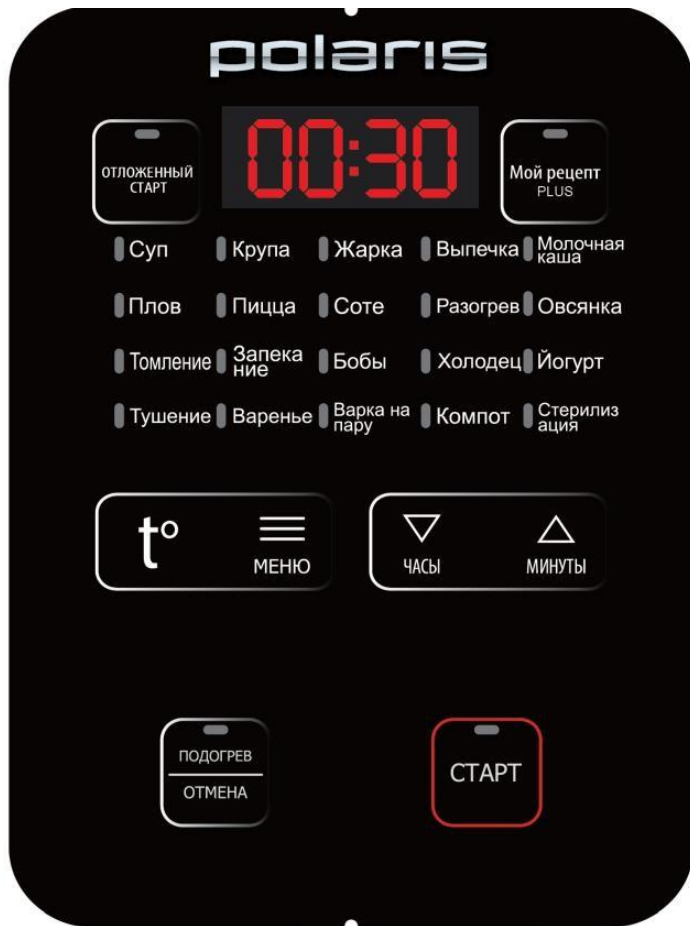 polaris
ОТЛОЖЕННЫЙ
СТАРТ
00:30
Мой рецепт
PLUS
Суп
Крупа
Жарка
Выпечка
Молочная
каша
Плов
Пицца
Соте
Разогрев
Овсянка
Томление
Запека
ние
Бобы
Холодец
Йогурт
Тушение
Варенье
Варка на
пару
Компот
Стерилиз
ация
t°
МЕНЮ
ЧАСЫ
МИНУТЫ
ПОДОГРЕВ
ОТМЕНА
СТАРТ